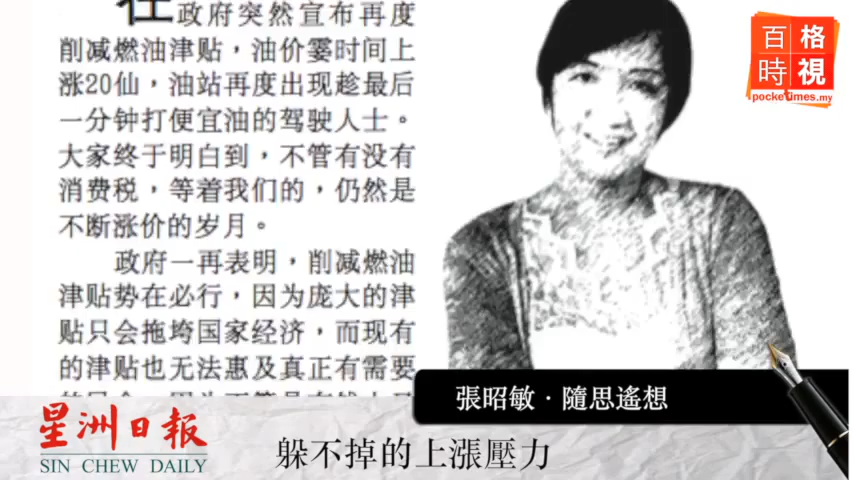 在政府突然宣布再度
削减燃油津贴，油价霎时间上
涨20仙，油站再度出现趁最后
一分钟打便宜油的驾驶人士。
大家终于明白到，不管有没有
消费税，等着我们的，仍然是
不断涨价的岁月。
政府一再表明，削减燃油
津贴势在必行，因为庞大的津
贴只会拖垮国家经济，而现有
的津贴也无法惠及真正有需要
百格
時視
pocketimes.my
張昭敏·隨思遙想
星洲日報
SIN CHEW DAILY
躲不掉的上漲壓力